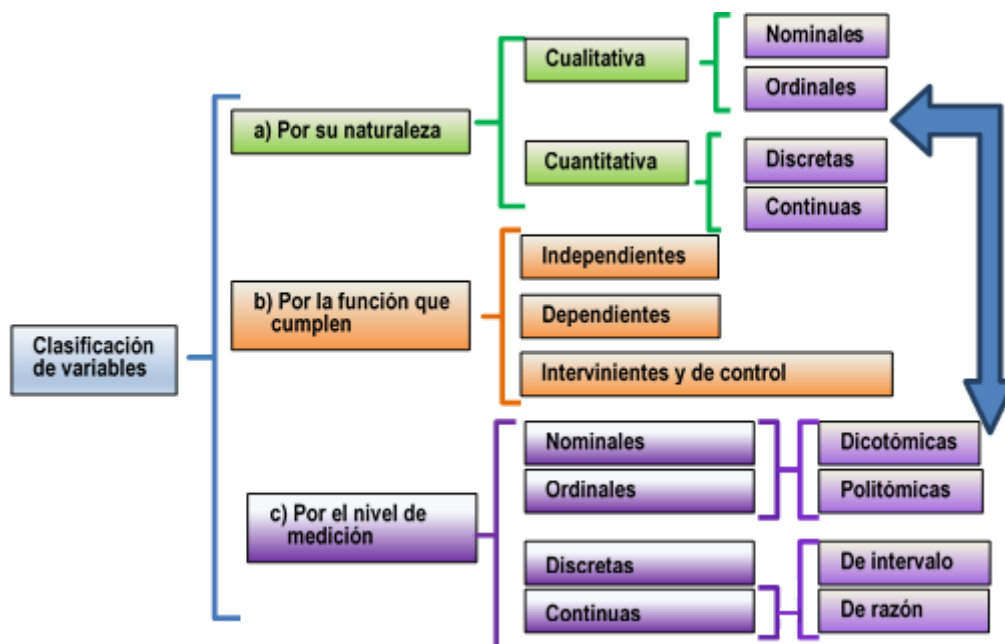 Clasificación
de variables
a) Por su naturaleza
Cualitativa
Nominales
Ordinales
Cuantitativa
Discretas
Continuas
b) Por la función que
cumplen
Independientes
Dependientes
Intervinientes y de control
c) Por el nivel de
medición
Nominales
Ordinales
Dicotómicas
Politómicas
Discretas
Continuas
De intervalo
De razón